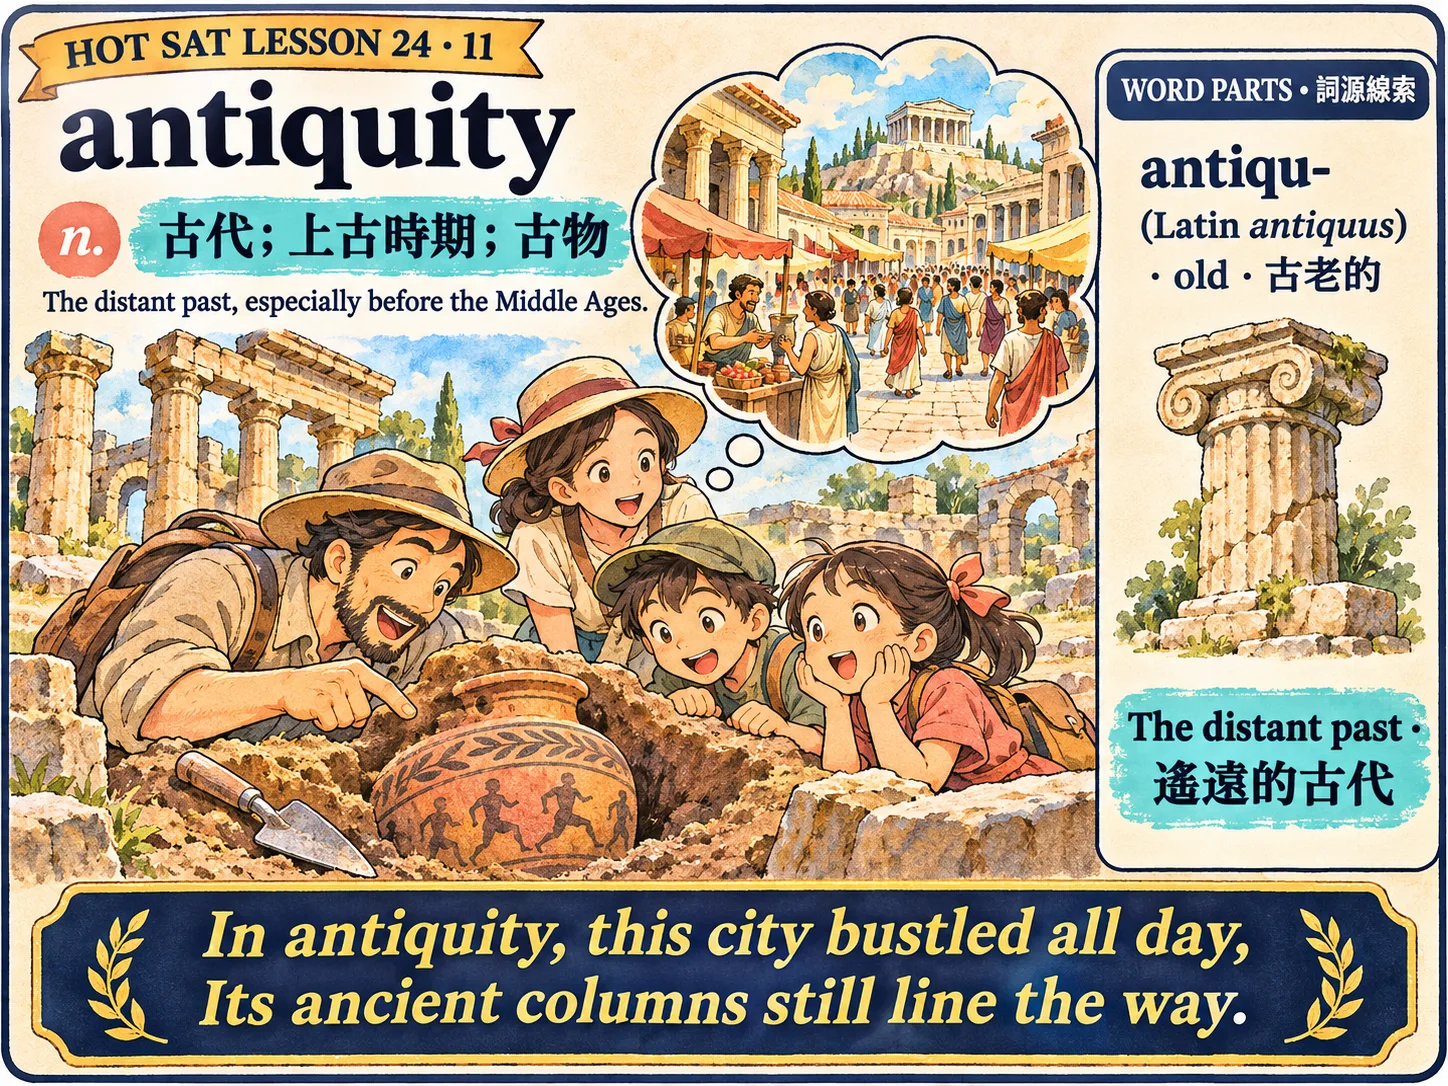 HOT SAT LESSON 24 · 11
antiquity
n. 古代；上古時期；古物
The distant past, especially before the Middle Ages.
WORD PARTS • 詞源線索
antiqu-
(Latin antiquus)
· old · 古老的
The distant past ·
遙遠的古代
In antiquity, this city bustled all day,
Its ancient columns still line the way.